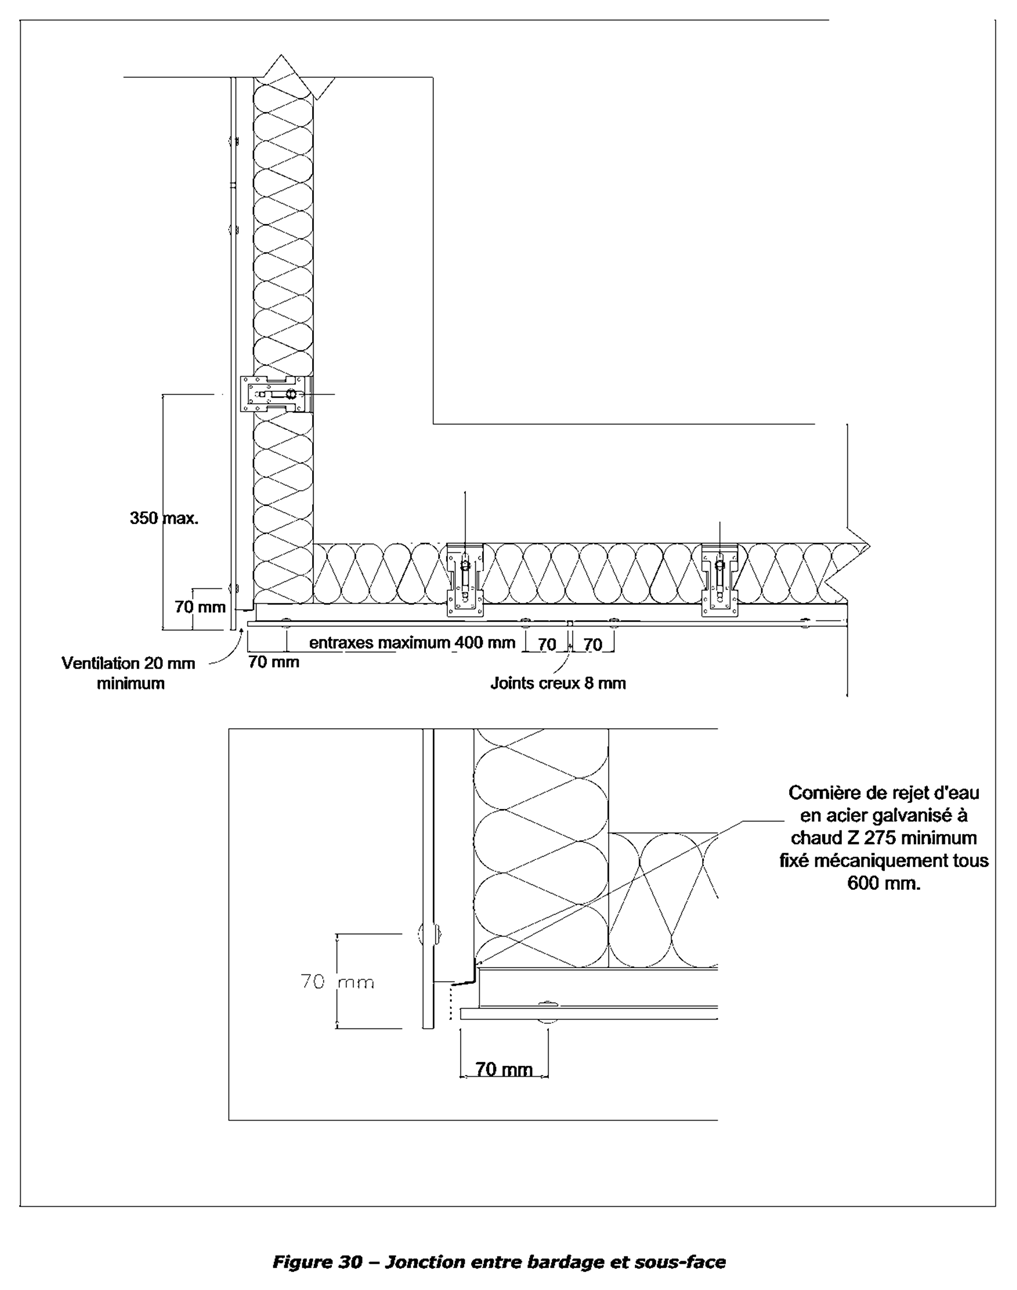 350 max.
70 mm
entraxes maximum 400 mm
70
70
Ventilation 20 mm
minimum
70 mm
Joints creux 8 mm
Cornière de rejet d'eau
en acier galvanisé à
chaud Z 275 minimum
fixé mécaniquement tous
600 mm.
70 mm
70 mm
Figure 30 – Jonction entre bardage et sous-face